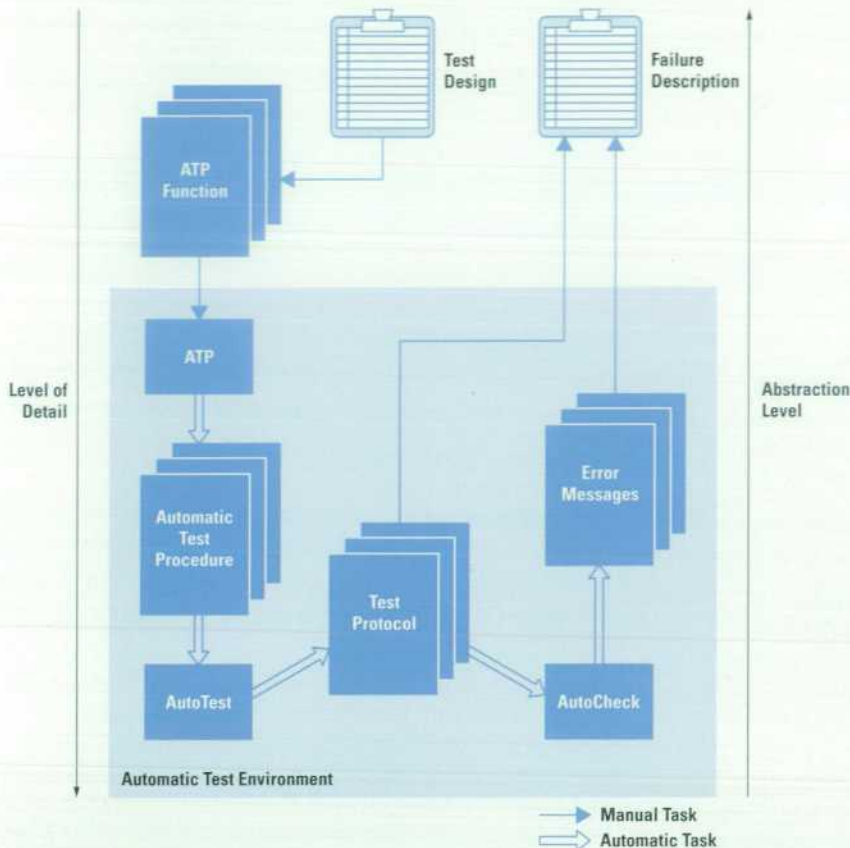 Test
Design
Failure
Description
ATP
Function
ATP
Level of
Detail
Abstraction
Level
Error
Messages
Automatic
Test
Procedure
Test
Protocol
AutoTest
AutoCheck
Automatic Test Environment
Manual Task
Automatic Task